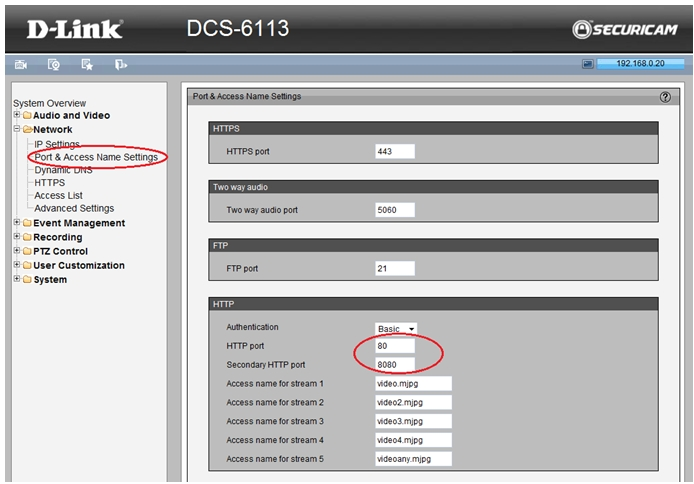 D-Link DCS-6113 SECURICAM
192.168.0.20
System Overview
Audio and Video
Network
IP Settings
Port & Access Name Settings
Dynamic DNS
HTTPS
Access List
Advanced Settings
Event Management
Recording
PTZ Control
User Customization
System
Port & Access Name Settings
HTTPS
HTTPS port 443
Two way audio
Two way audio port 5060
FTP
FTP port 21
HTTP
Authentication Basic
HTTP port 80
Secondary HTTP port 8080
Access name for stream 1 video.mjpg
Access name for stream 2 video2.mjpg
Access name for stream 3 video3.mjpg
Access name for stream 4 video4.mjpg
Access name for stream 5 videoany.mjpg